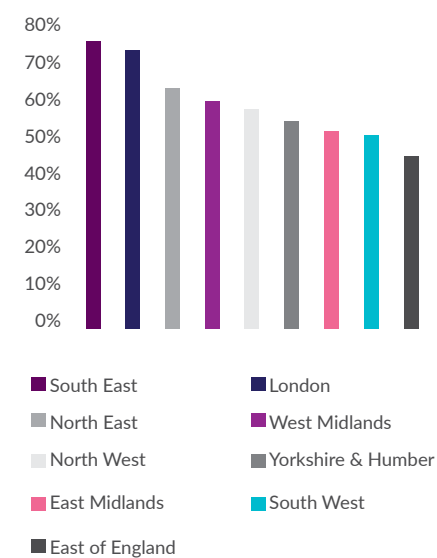 80%
70%
60%
50%
40%
30%
20%
10%
0%
South East London
North East West Midlands
North West Yorkshire & Humber
East Midlands South West
East of England